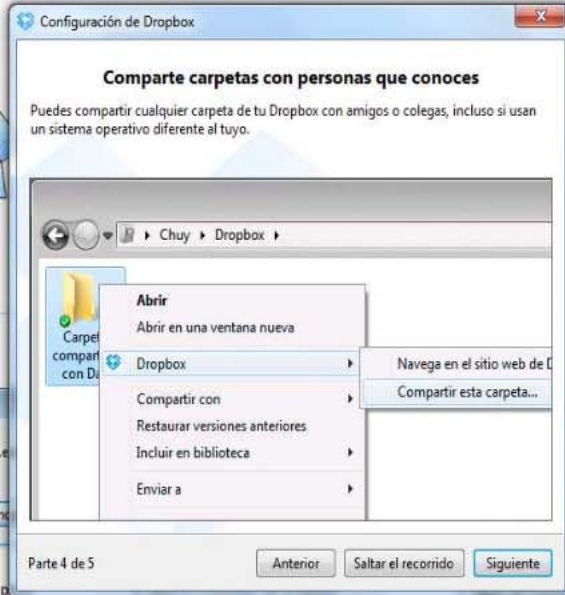 Configuración de Dropbox
Comparte carpetas con personas que conoces
Puedes compartir cualquier carpeta de tu Dropbox con amigos o colegas, incluso si usan
un sistema operativo diferente al tuyo.
Chuy Dropbox
Abrir
Abrir en una ventana nueva
Dropbox
Navega en el sitio web de
Compartir esta carpeta...
Compartir con
Restaurar versiones anteriores
Incluir en biblioteca
Enviar a
con
Parte 4 de 5
Anterior
Saltar el recorrido
Siguiente